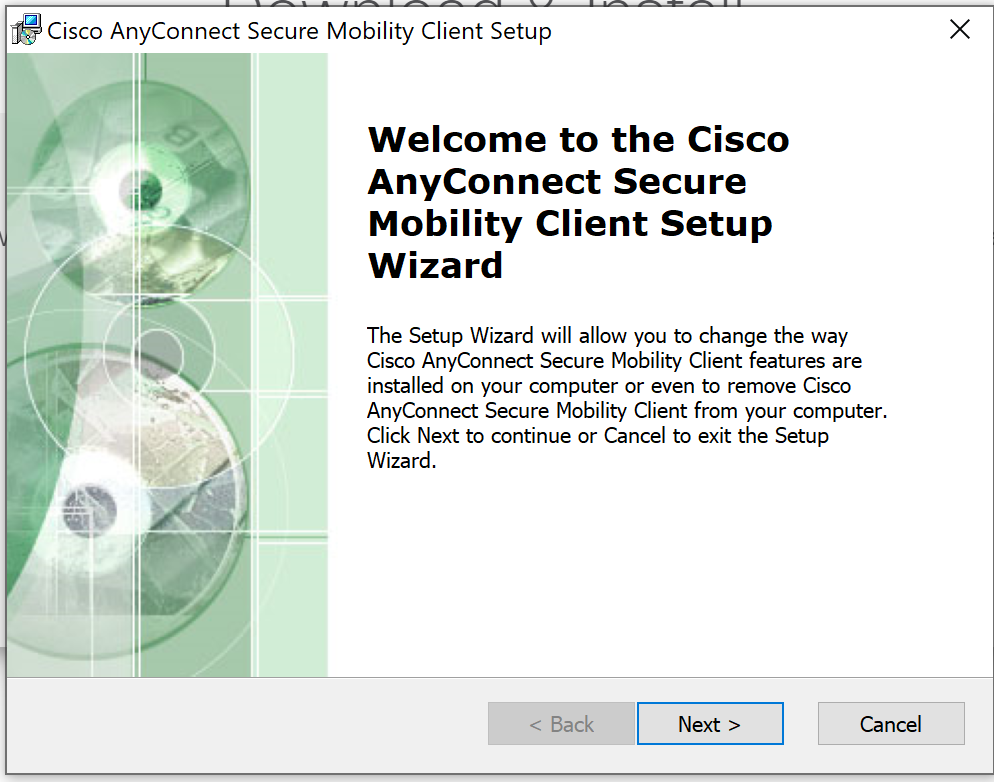 Download & Install
Cisco AnyConnect Secure Mobility Client Setup
Welcome to the Cisco
AnyConnect Secure
Mobility Client Setup
Wizard
The Setup Wizard will allow you to change the way
Cisco AnyConnect Secure Mobility Client features are
installed on your computer or even to remove Cisco
AnyConnect Secure Mobility Client from your computer.
Click Next to continue or Cancel to exit the Setup
Wizard.
< Back
Next >
Cancel